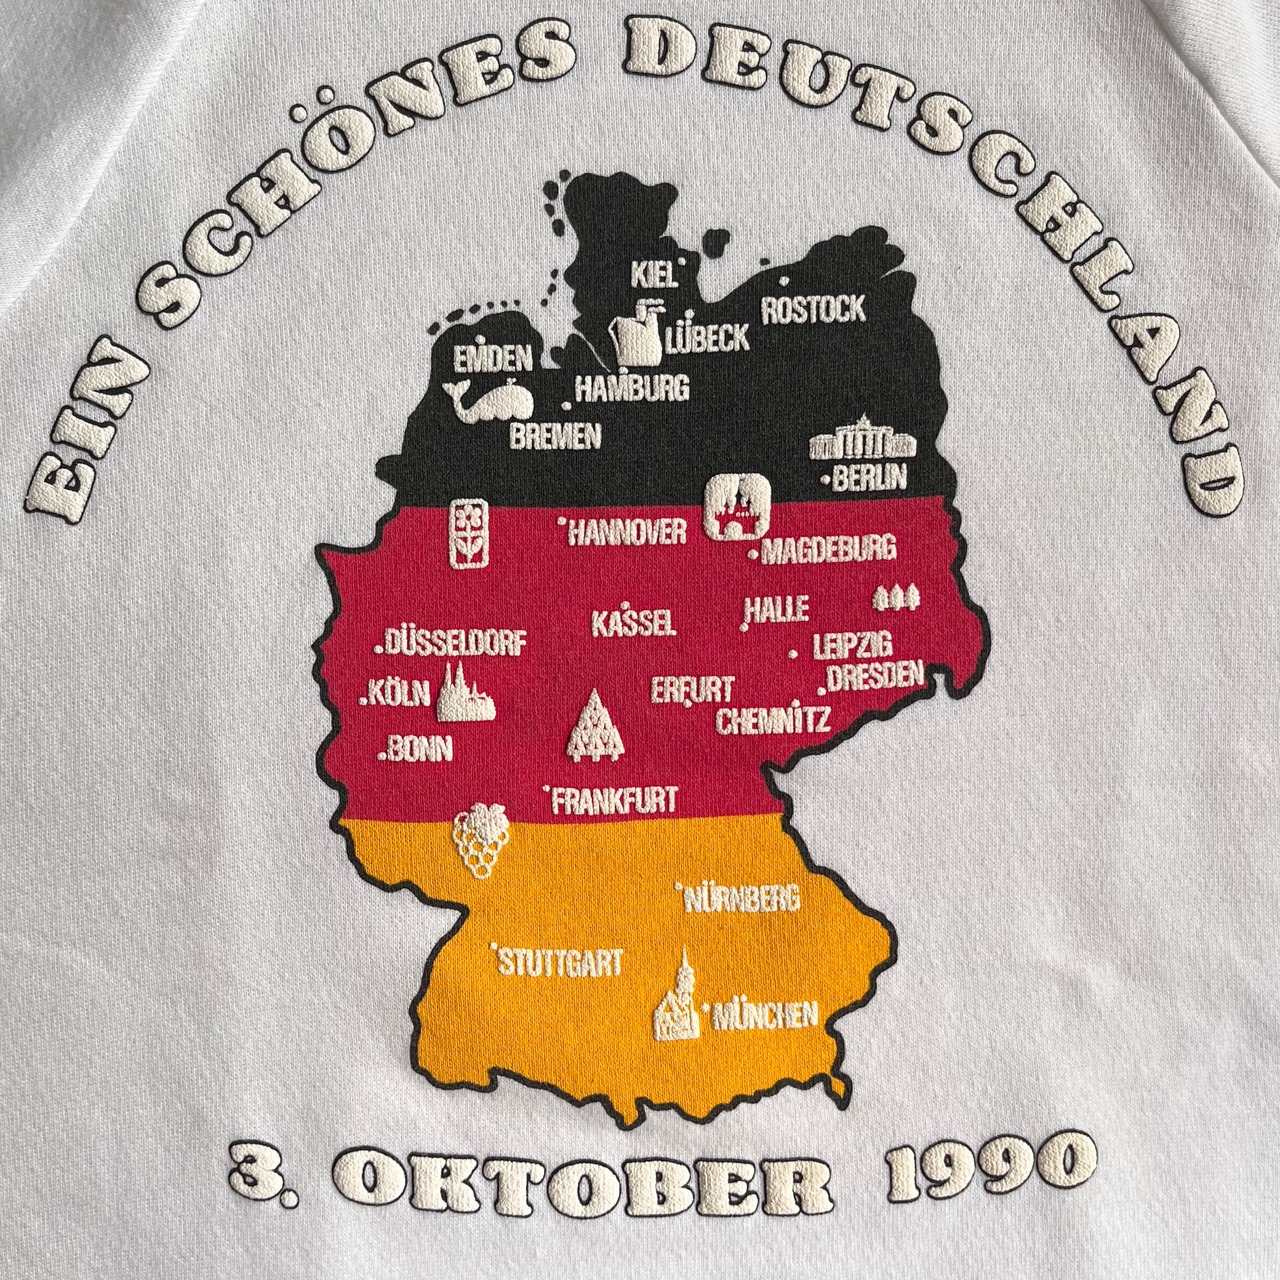 EIN SCHÖNES DEUTSCHLAND
KIEL
ROSTOCK
LÜBECK
EMDEN
HAMBURG
BREMEN
BERLIN
HANNOVER
MAGDEBURG
HALLE
KASSEL
DÜSSELDORF
LEIPZIG
DRESDEN
KÖLN
ERFURT
CHEMNITZ
BONN
FRANKFURT
NÜRNBERG
STUTTGART
MÜNCHEN
3. OKTOBER 1990